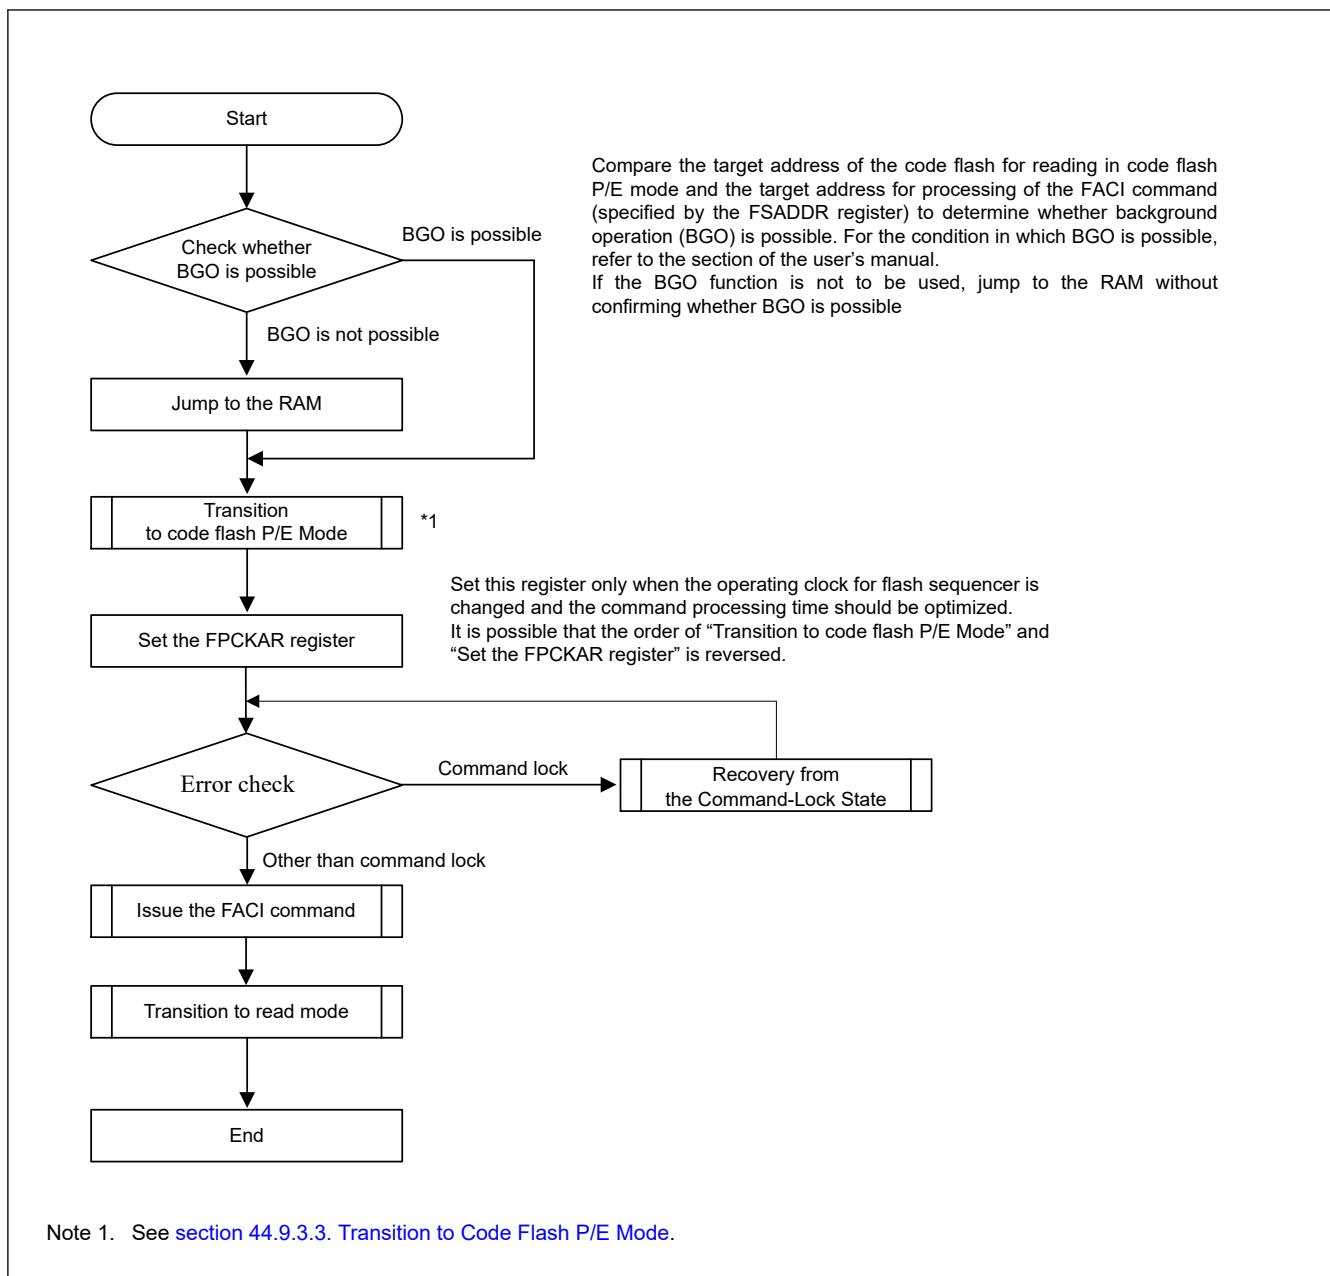 Start
Compare the target address of the code flash for reading in code flash
P/E mode and the target address for processing of the FACI command
(specified by the FSADDR register) to determine whether background
operation (BGO) is possible. For the condition in which BGO is possible,
refer to the section of the user's manual.
If the BGO function is not to be used, jump to the RAM without
confirming whether BGO is possible
Check whether
BGO is possible
BGO is possible
BGO is not possible
Jump to the RAM
Transition
to code flash P/E Mode
*1
Set this register only when the operating clock for flash sequencer is
changed and the command processing time should be optimized.
It is possible that the order of “Transition to code flash P/E Mode” and
“Set the FPCKAR register” is reversed.
Set the FPCKAR register
Error check
Command lock
Recovery from
the Command-Lock State
Other than command lock
Issue the FACI command
Transition to read mode
End
Note 1. See section 44.9.3.3. Transition to Code Flash P/E Mode.